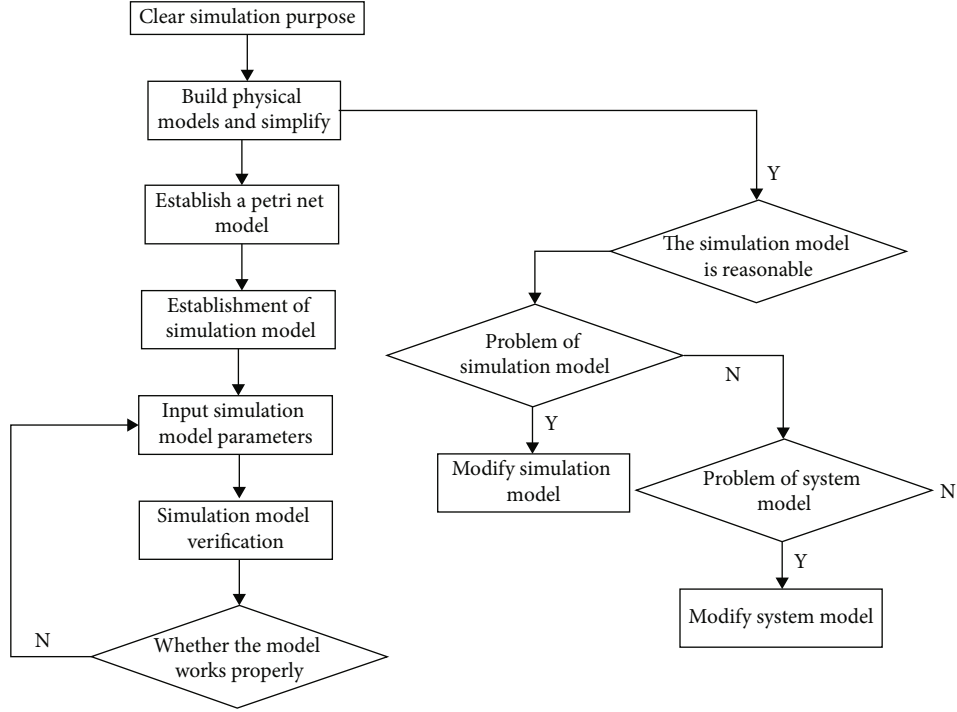 Clear simulation purpose
Build physical
models and simplify
Establish a petri net
model
Establishment of
simulation model
Input simulation
model parameters
Simulation model
verification
Whether the model
works properly
N
Y
The simulation model
is reasonable
Problem of
simulation model
N
Y
Modify simulation
model
Problem of system
model
N
Y
Modify system model